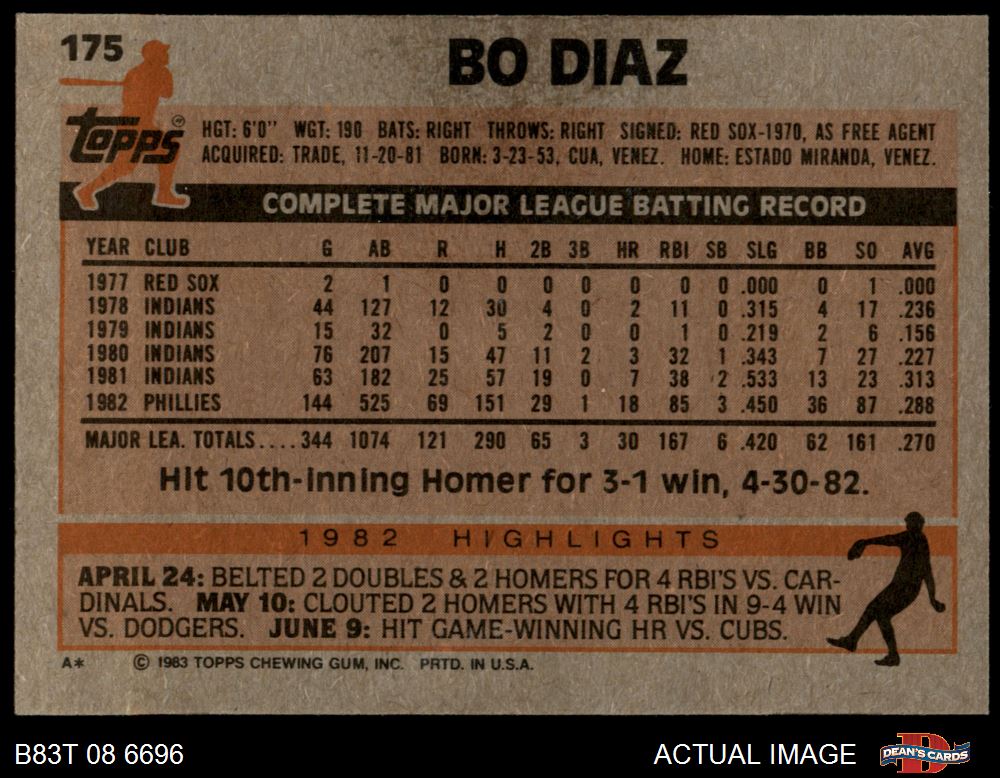 175
BO DIAZ
topps
HGT: 6'0" WGT: 190 BATS: RIGHT THROWS: RIGHT SIGNED: RED SOX-1970, AS FREE AGENT
ACQUIRED: TRADE, 11-20-81 BORN: 3-23-53, CUA, VENEZ. HOME: ESTADO MIRANDA, VENEZ.
COMPLETE MAJOR LEAGUE BATTING RECORD
YEAR CLUB G AB R H 2B 3B HR RBI SB SLG BB SO AVG
1977 RED SOX 2 1 0 0 0 0 0 0 0 .000 0 1 .000
1978 INDIANS 44 127 12 30 4 0 2 11 0 .315 4 17 .236
1979 INDIANS 15 32 0 5 2 0 0 1 0 .219 2 6 .156
1980 INDIANS 76 207 15 47 11 2 3 32 1 .343 7 27 .227
1981 INDIANS 63 182 25 57 19 0 7 38 2 .533 13 23 .313
1982 PHILLIES 144 525 69 151 29 1 18 85 3 .450 36 87 .288
MAJOR LEA. TOTALS.... 344 1074 121 290 65 3 30 167 6 .420 62 161 .270
Hit 10th-inning Homer for 3-1 win, 4-30-82.
1982 HIGHLIGHTS
APRIL 24: BELTED 2 DOUBLES & 2 HOMERS FOR 4 RBI'S VS. CAR-
DINALS. MAY 10: CLOUTED 2 HOMERS WITH 4 RBI'S IN 9-4 WIN
VS. DODGERS. JUNE 9: HIT GAME-WINNING HR VS. CUBS.
A* © 1983 TOPPS CHEWING GUM, INC. PRTD. IN U.S.A.
B83T 08 6696
ACTUAL IMAGE
D
DEAN'S CARDS